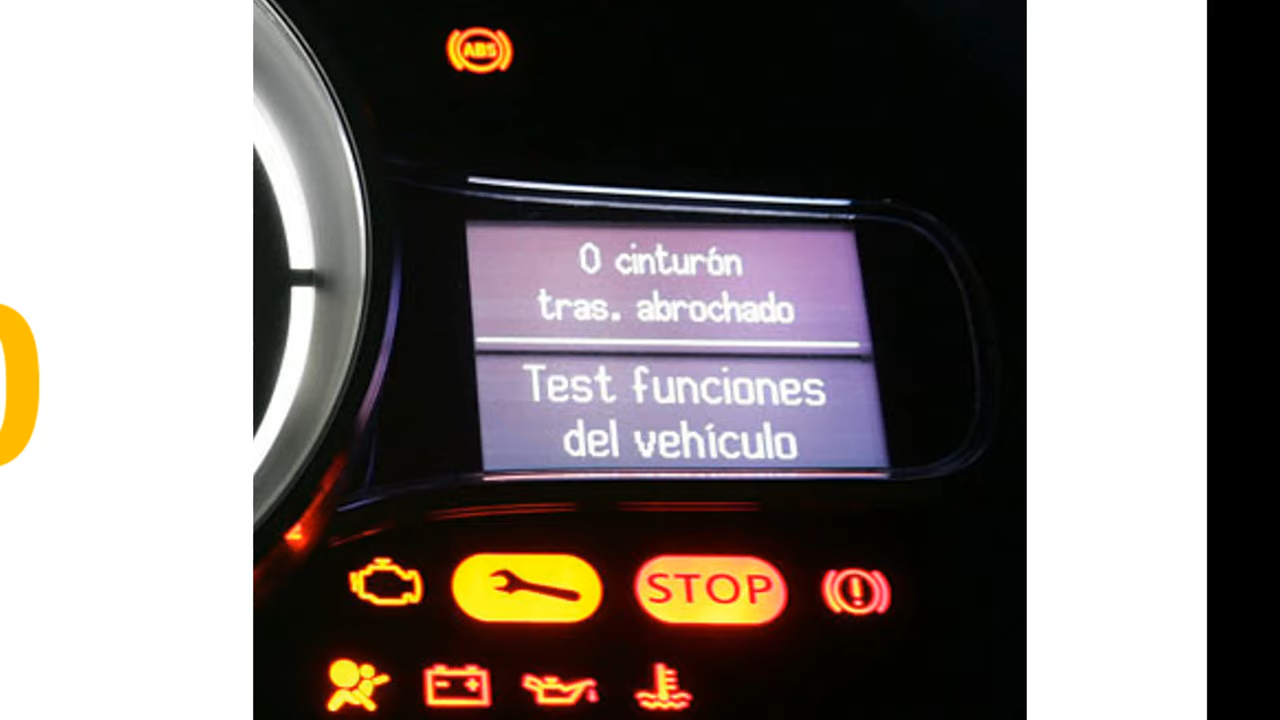 ABS
0 cinturón
tras. abrochado
Test funciones
del vehículo
STOP